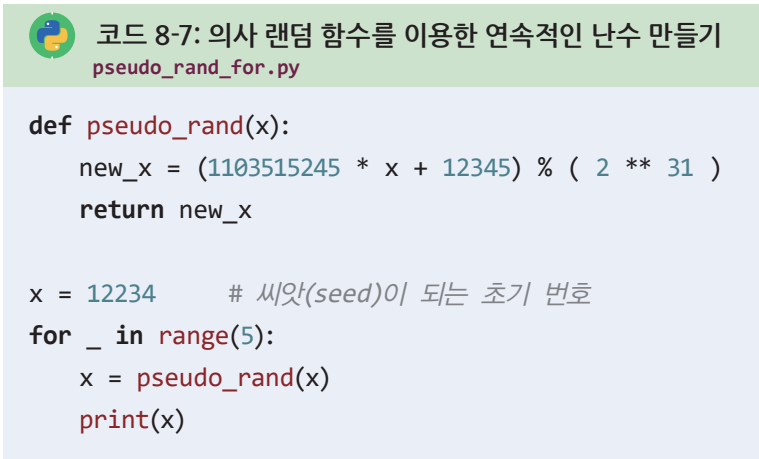 코드 8-7: 의사 랜덤 함수를 이용한 연속적인 난수 만들기
pseudo_rand_for.py
def pseudo_rand(x):
    new_x = (1103515245 * x + 12345) % ( 2 ** 31 )
    return new_x
x = 12234     # 씨앗(seed)이 되는 초기 번호
for _ in range(5):
    x = pseudo_rand(x)
    print(x)